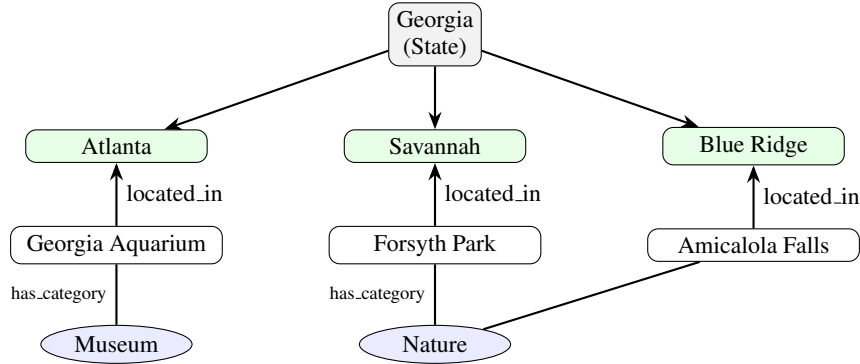 Georgia
(State)
Atlanta
Savannah
Blue Ridge
located_in
located_in
located_in
Georgia Aquarium
Forsyth Park
Amicalola Falls
has_category
has_category
Museum
Nature